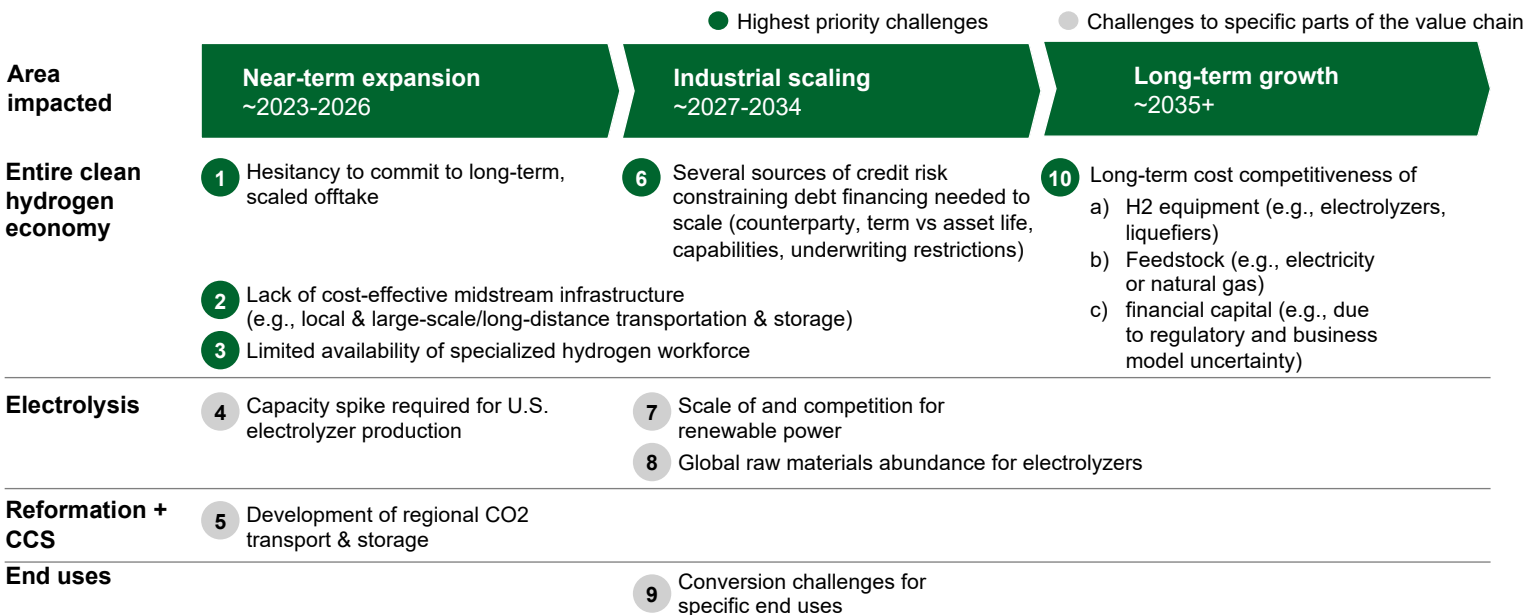 Highest priority challenges
Challenges to specific parts of the value chain
Area
impacted
Near-term expansion
~2023-2026
Industrial scaling
~2027-2034
Long-term growth
~2035+
Entire clean
hydrogen
economy
1
Hesitancy to commit to long-term,
scaled offtake
6
Several sources of credit risk
constraining debt financing needed to
scale (counterparty, term vs asset life,
capabilities, underwriting restrictions)
10
Long-term cost competitiveness of
a) H2 equipment (e.g., electrolyzers,
liquefiers)
b) Feedstock (e.g., electricity
or natural gas)
c) financial capital (e.g., due
to regulatory and business
model uncertainty)
2
Lack of cost-effective midstream infrastructure
(e.g., local & large-scale/long-distance transportation & storage)
3
Limited availability of specialized hydrogen workforce
Electrolysis
4
Capacity spike required for U.S.
electrolyzer production
7
Scale of and competition for
renewable power
8
Global raw materials abundance for electrolyzers
Reformation +
CCS
5
Development of regional CO2
transport & storage
End uses
9
Conversion challenges for
specific end uses